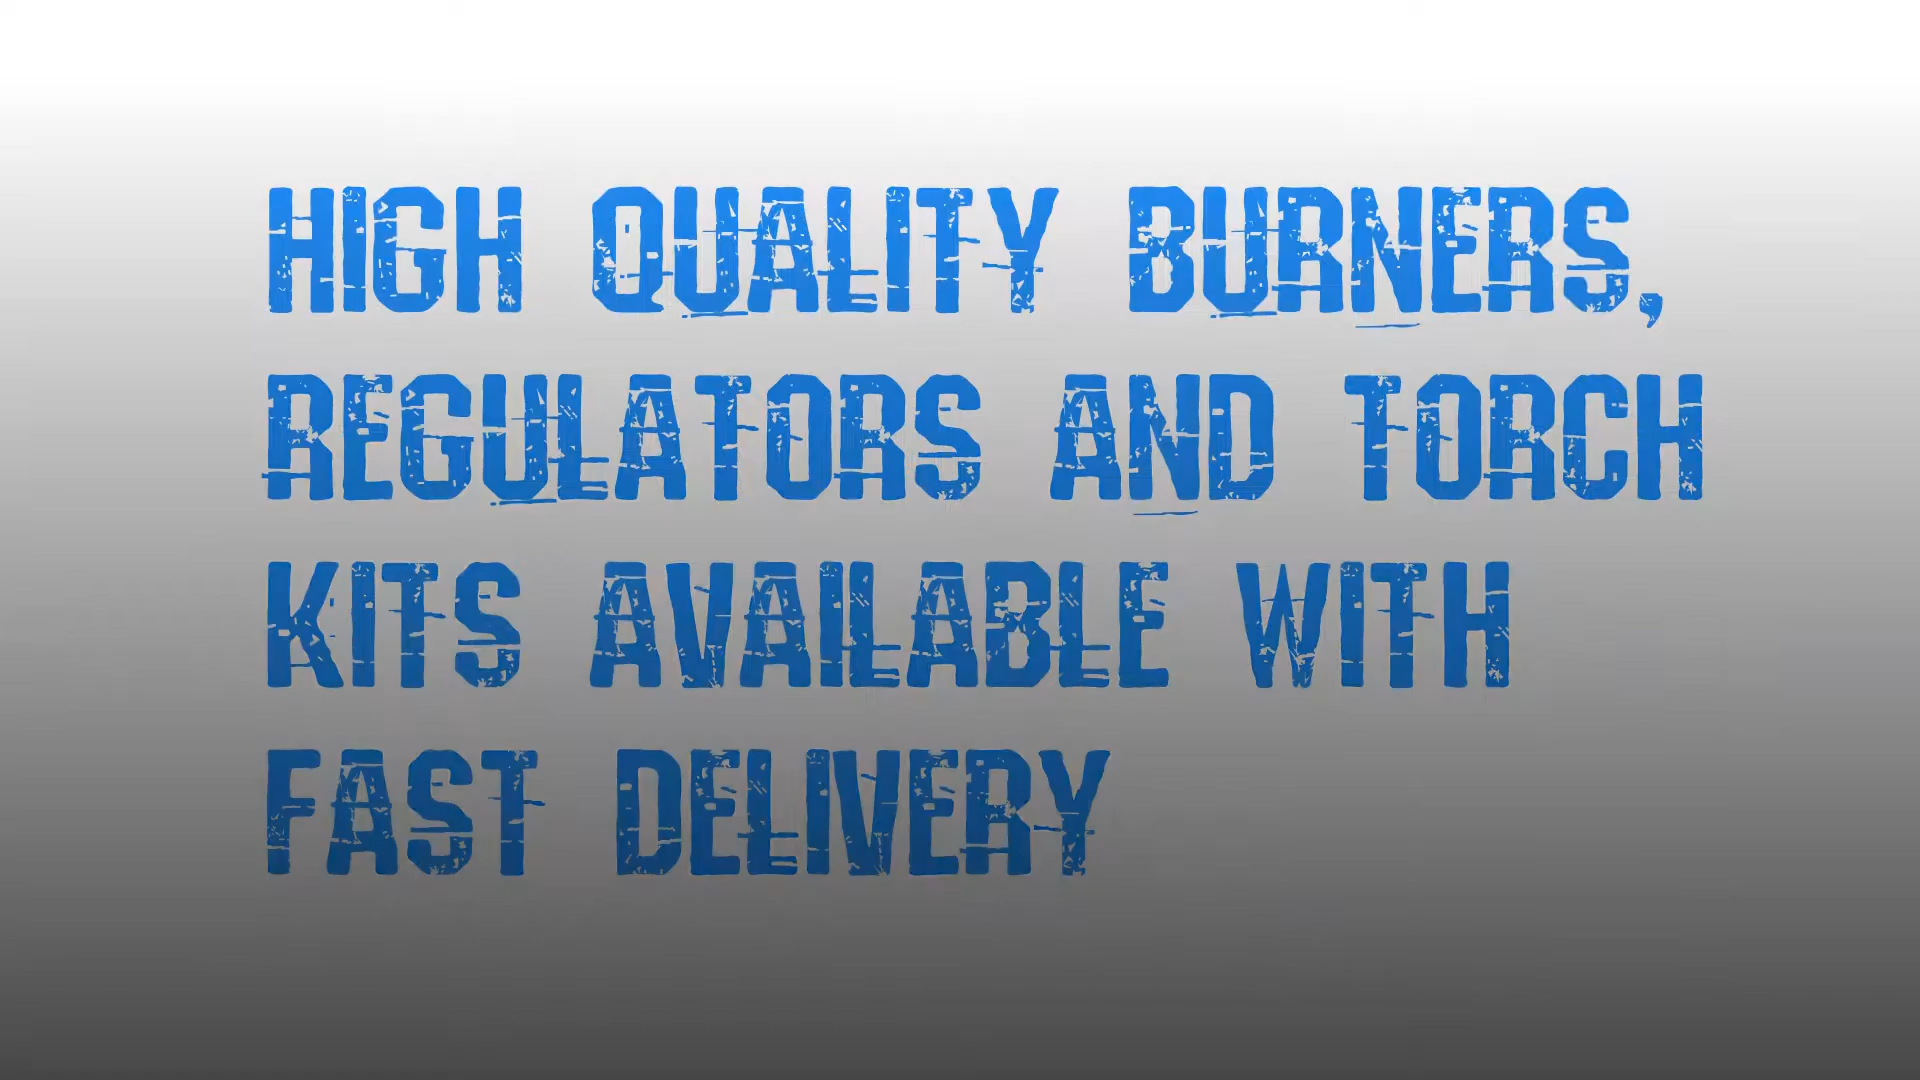 HIGH QUALITY BURNERS,
REGULATORS AND TORCH
KITS AVAILABLE WITH
FAST DELIVERY